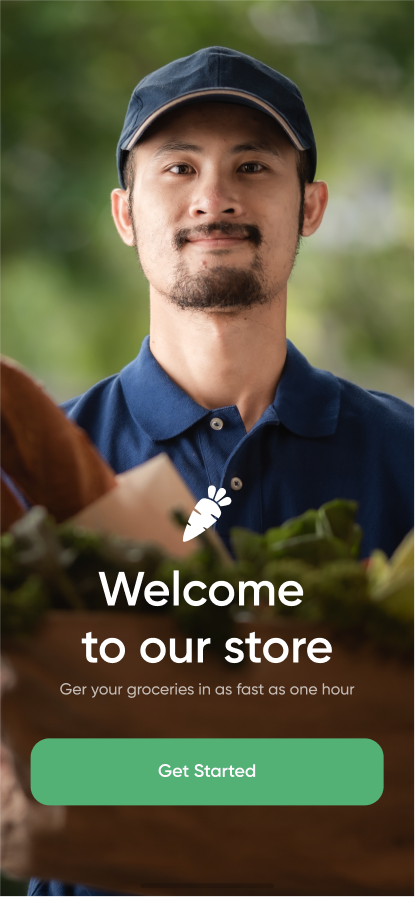 Welcome
to our store
Ger your groceries in as fast as one hour
Get Started